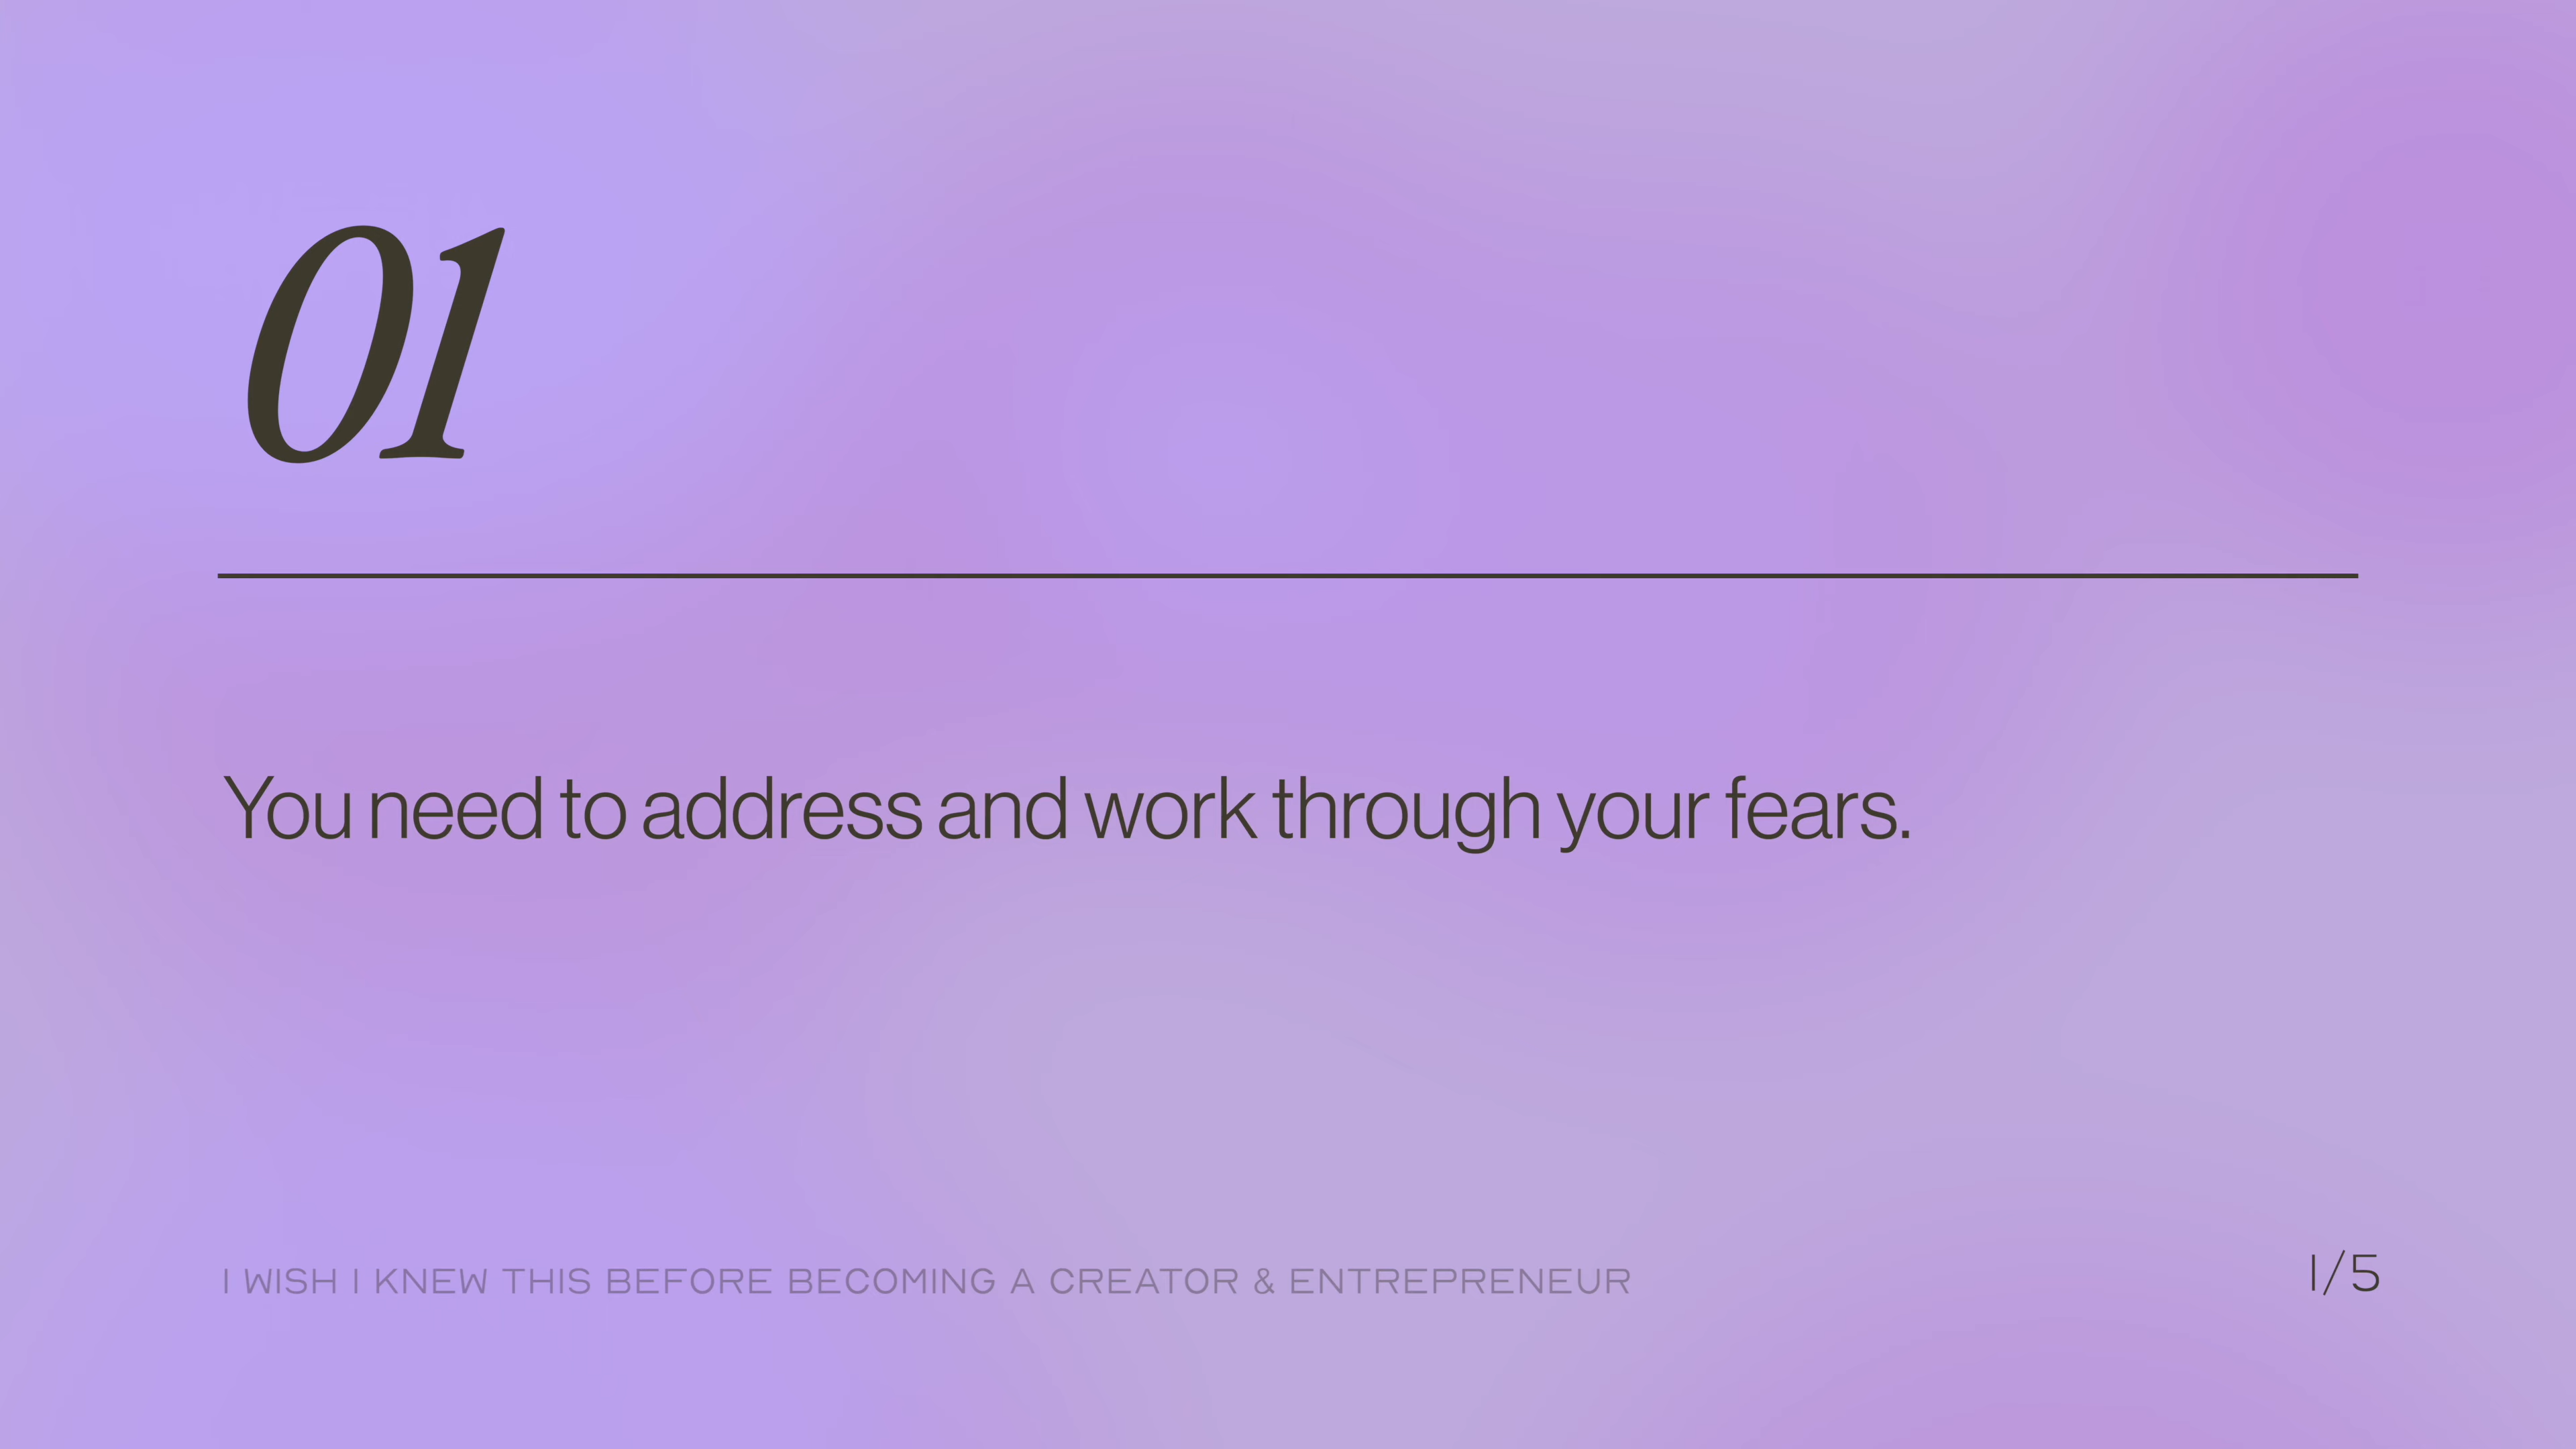 01
You need to address and work through your fears.
I WISH I KNEW THIS BEFORE BECOMING A CREATOR & ENTREPRENEUR
1/5